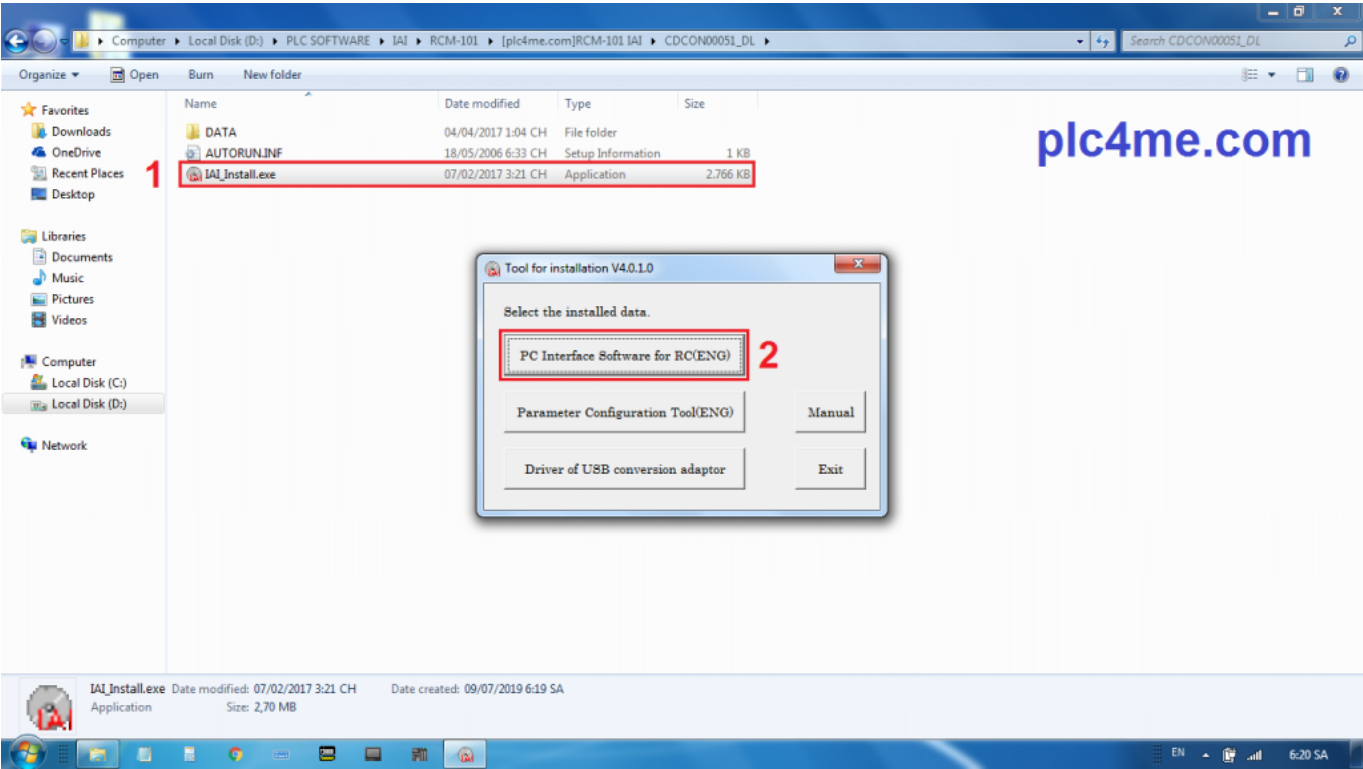 Computer ▸ Local Disk (D:) ▸ PLC SOFTWARE ▸ IAI ▸ RCM-101 ▸ [plc4me.com]RCM-101 IAI ▸ CDCON00051_DL ▸
Search CDCON00051_DL
Organize Open Burn New folder
Favorites
Downloads
OneDrive
Recent Places
Desktop
Libraries
Documents
Music
Pictures
Videos
Computer
Local Disk (C:)
Local Disk (D:)
Network
Name Date modified Type Size
DATA 04/04/2017 1:04 CH File folder
AUTORUN.INF 18/05/2006 6:33 CH Setup Information 1 KB
1 IAI_Install.exe 07/02/2017 3:21 CH Application 2.766 KB
plc4me.com
Tool for installation V4.0.1.0
Select the installed data.
PC Interface Software for RC(ENG) 2
Parameter Configuration Tool(ENG) Manual
Driver of USB conversion adaptor Exit
IAI_Install.exe Date modified: 07/02/2017 3:21 CH Date created: 09/07/2019 6:19 SA
Application Size: 2,70 MB
EN 6:20 SA